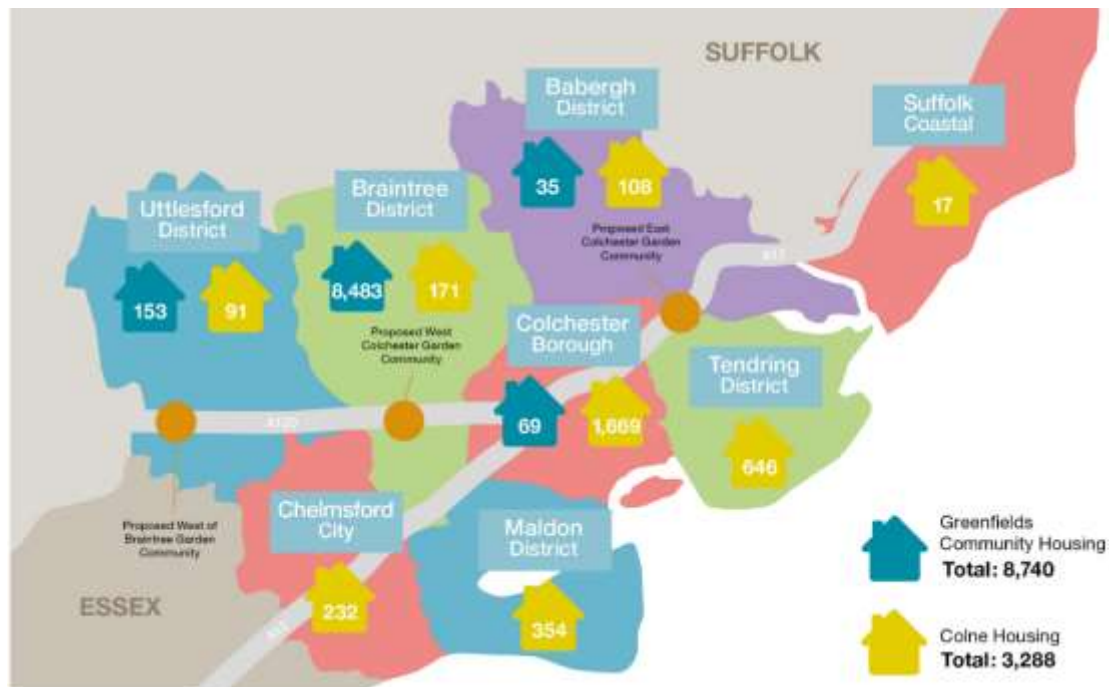 SUFFOLK
Babergh
District
35
108
Suffolk
Coastal
17
Uttlesford
District
153
91
Braintree
District
8,483
171
Proposed East
Colchester Garden
Community
Proposed West
Colchester Garden
Community
Colchester
Borough
69
1,669
Tendring
District
646
A120
Proposed West of
Braintree Garden
Community
Chelmsford
City
232
Maldon
District
354
ESSEX
Greenfields
Community Housing
Total: 8,740
Colne Housing
Total: 3,288